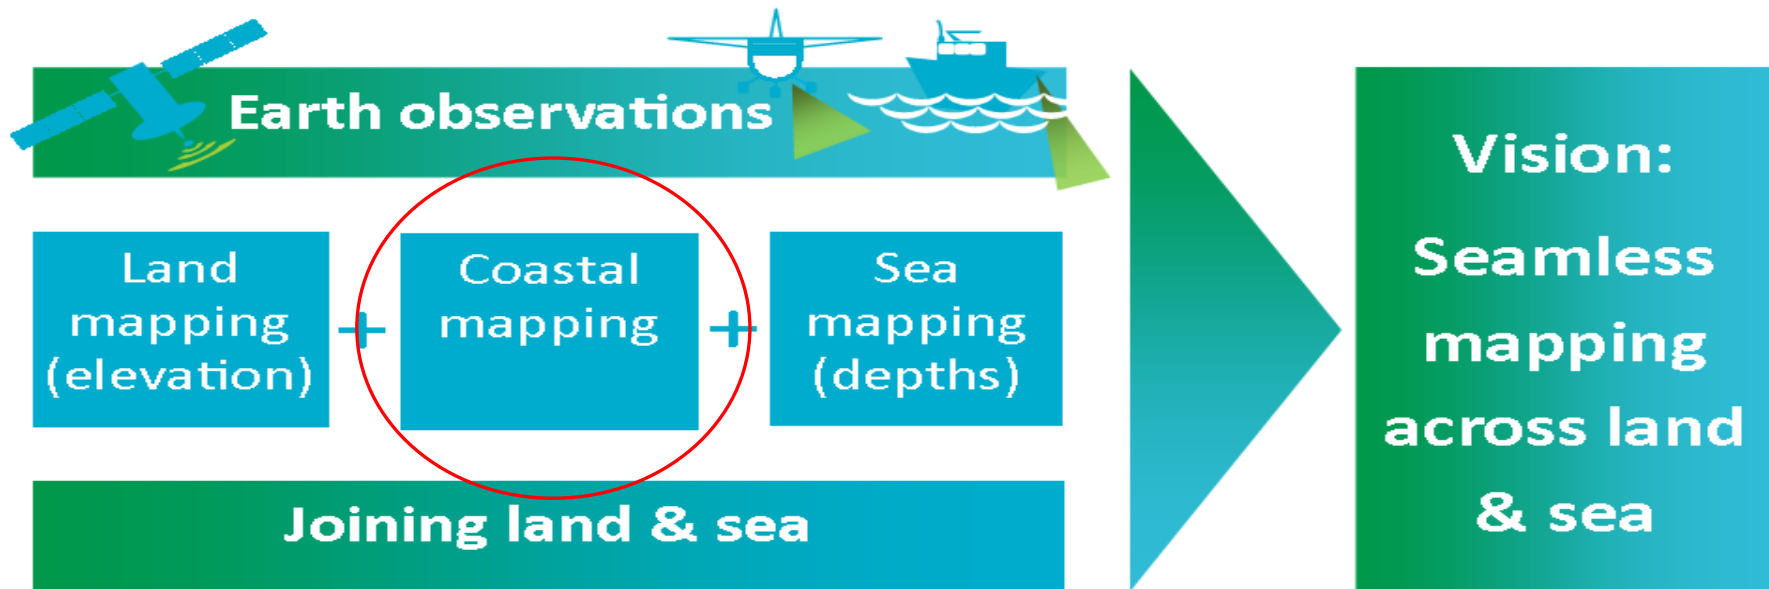 Earth observations
Land
mapping
(elevation)
+
Coastal
mapping
+
Sea
mapping
(depths)
Joining land & sea
Vision:
Seamless
mapping
across land
& sea